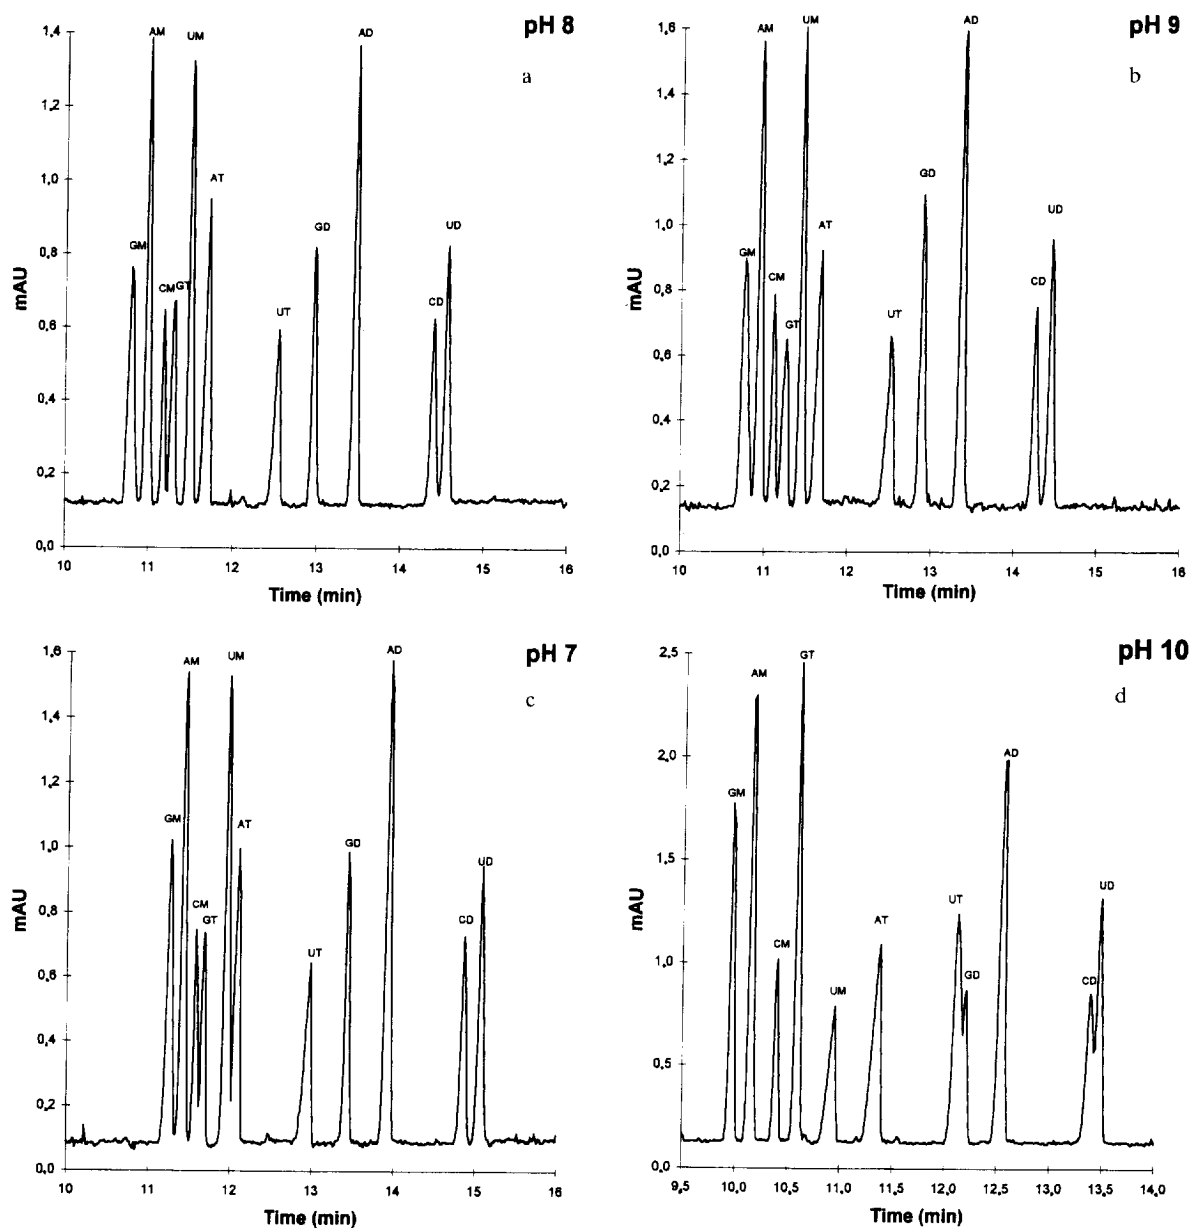 pH 8
a
1,4
1,2
1,0
0,8
0,6
0,4
0,2
0,0
mAU
GM
AM
CM
GT
UM
AT
UT
GD
AD
CD
UD
10
11
12
13
14
15
16
Time (min)
pH 9
b
1,6
1,4
1,2
1,0
0,8
0,6
0,4
0,2
0,0
mAU
GM
AM
CM
GT
UM
AT
UT
GD
AD
CD
UD
10
11
12
13
14
15
16
Time (min)
pH 7
c
1,6
1,4
1,2
1,0
0,8
0,6
0,4
0,2
0,0
mAU
GM
AM
CM
GT
UM
AT
UT
GD
AD
CD
UD
10
11
12
13
14
15
16
Time (min)
pH 10
d
2,5
2,0
1,5
1,0
0,5
0,0
mAU
GM
AM
CM
GT
UM
AT
UT
GD
AD
CD
UD
9,5
10,0
10,5
11,0
11,5
12,0
12,5
13,0
13,5
14,0
Time (min)